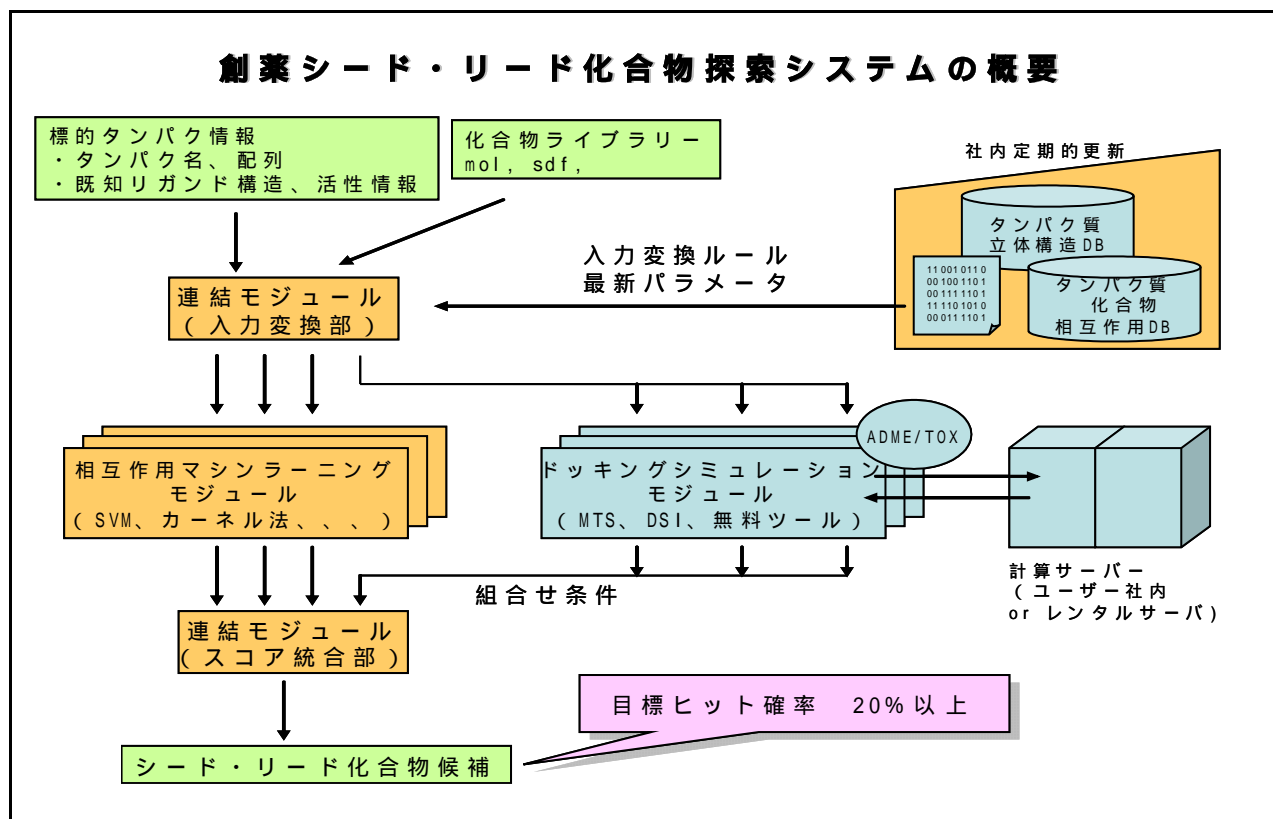 創薬シード・リード化合物探索システムの概要
標的タンパク情報
・タンパク名、配列
・既知リガンド構造、活性情報
化合物ライブラリー
mol, sdf,
社内定期的更新
タンパク質
立体構造DB
入力変換ルール
最新パラメータ
110010110
001001101
001111101
111101010
000111101
タンパク質
化合物
相互作用DB
連結モジュール
(入力変換部)
ADME/TOX
相互作用マシンラーニング
モジュール
(SVM、カーネル法、、、)
ドッキングシミュレーション
モジュール
(MTS、DSI、無料ツール)
計算サーバー
(ユーザー社内
or レンタルサーバ)
組合せ条件
連結モジュール
(スコア統合部)
目標ヒット確率 20%以上
シード・リード化合物候補